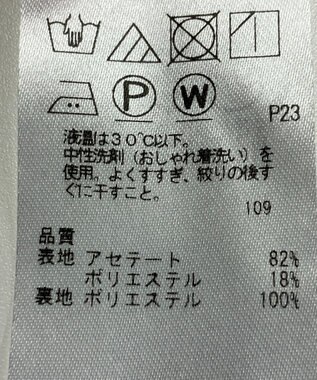 P
W
P23
液温は30℃以下。
中性洗剤(おしゃれ着洗い)を
使用。よくすすぎ、絞りの後す
ぐに干すこと。
109
品質
表地 アセテート 82%
ポリエステル 18%
裏地 ポリエステル 100%